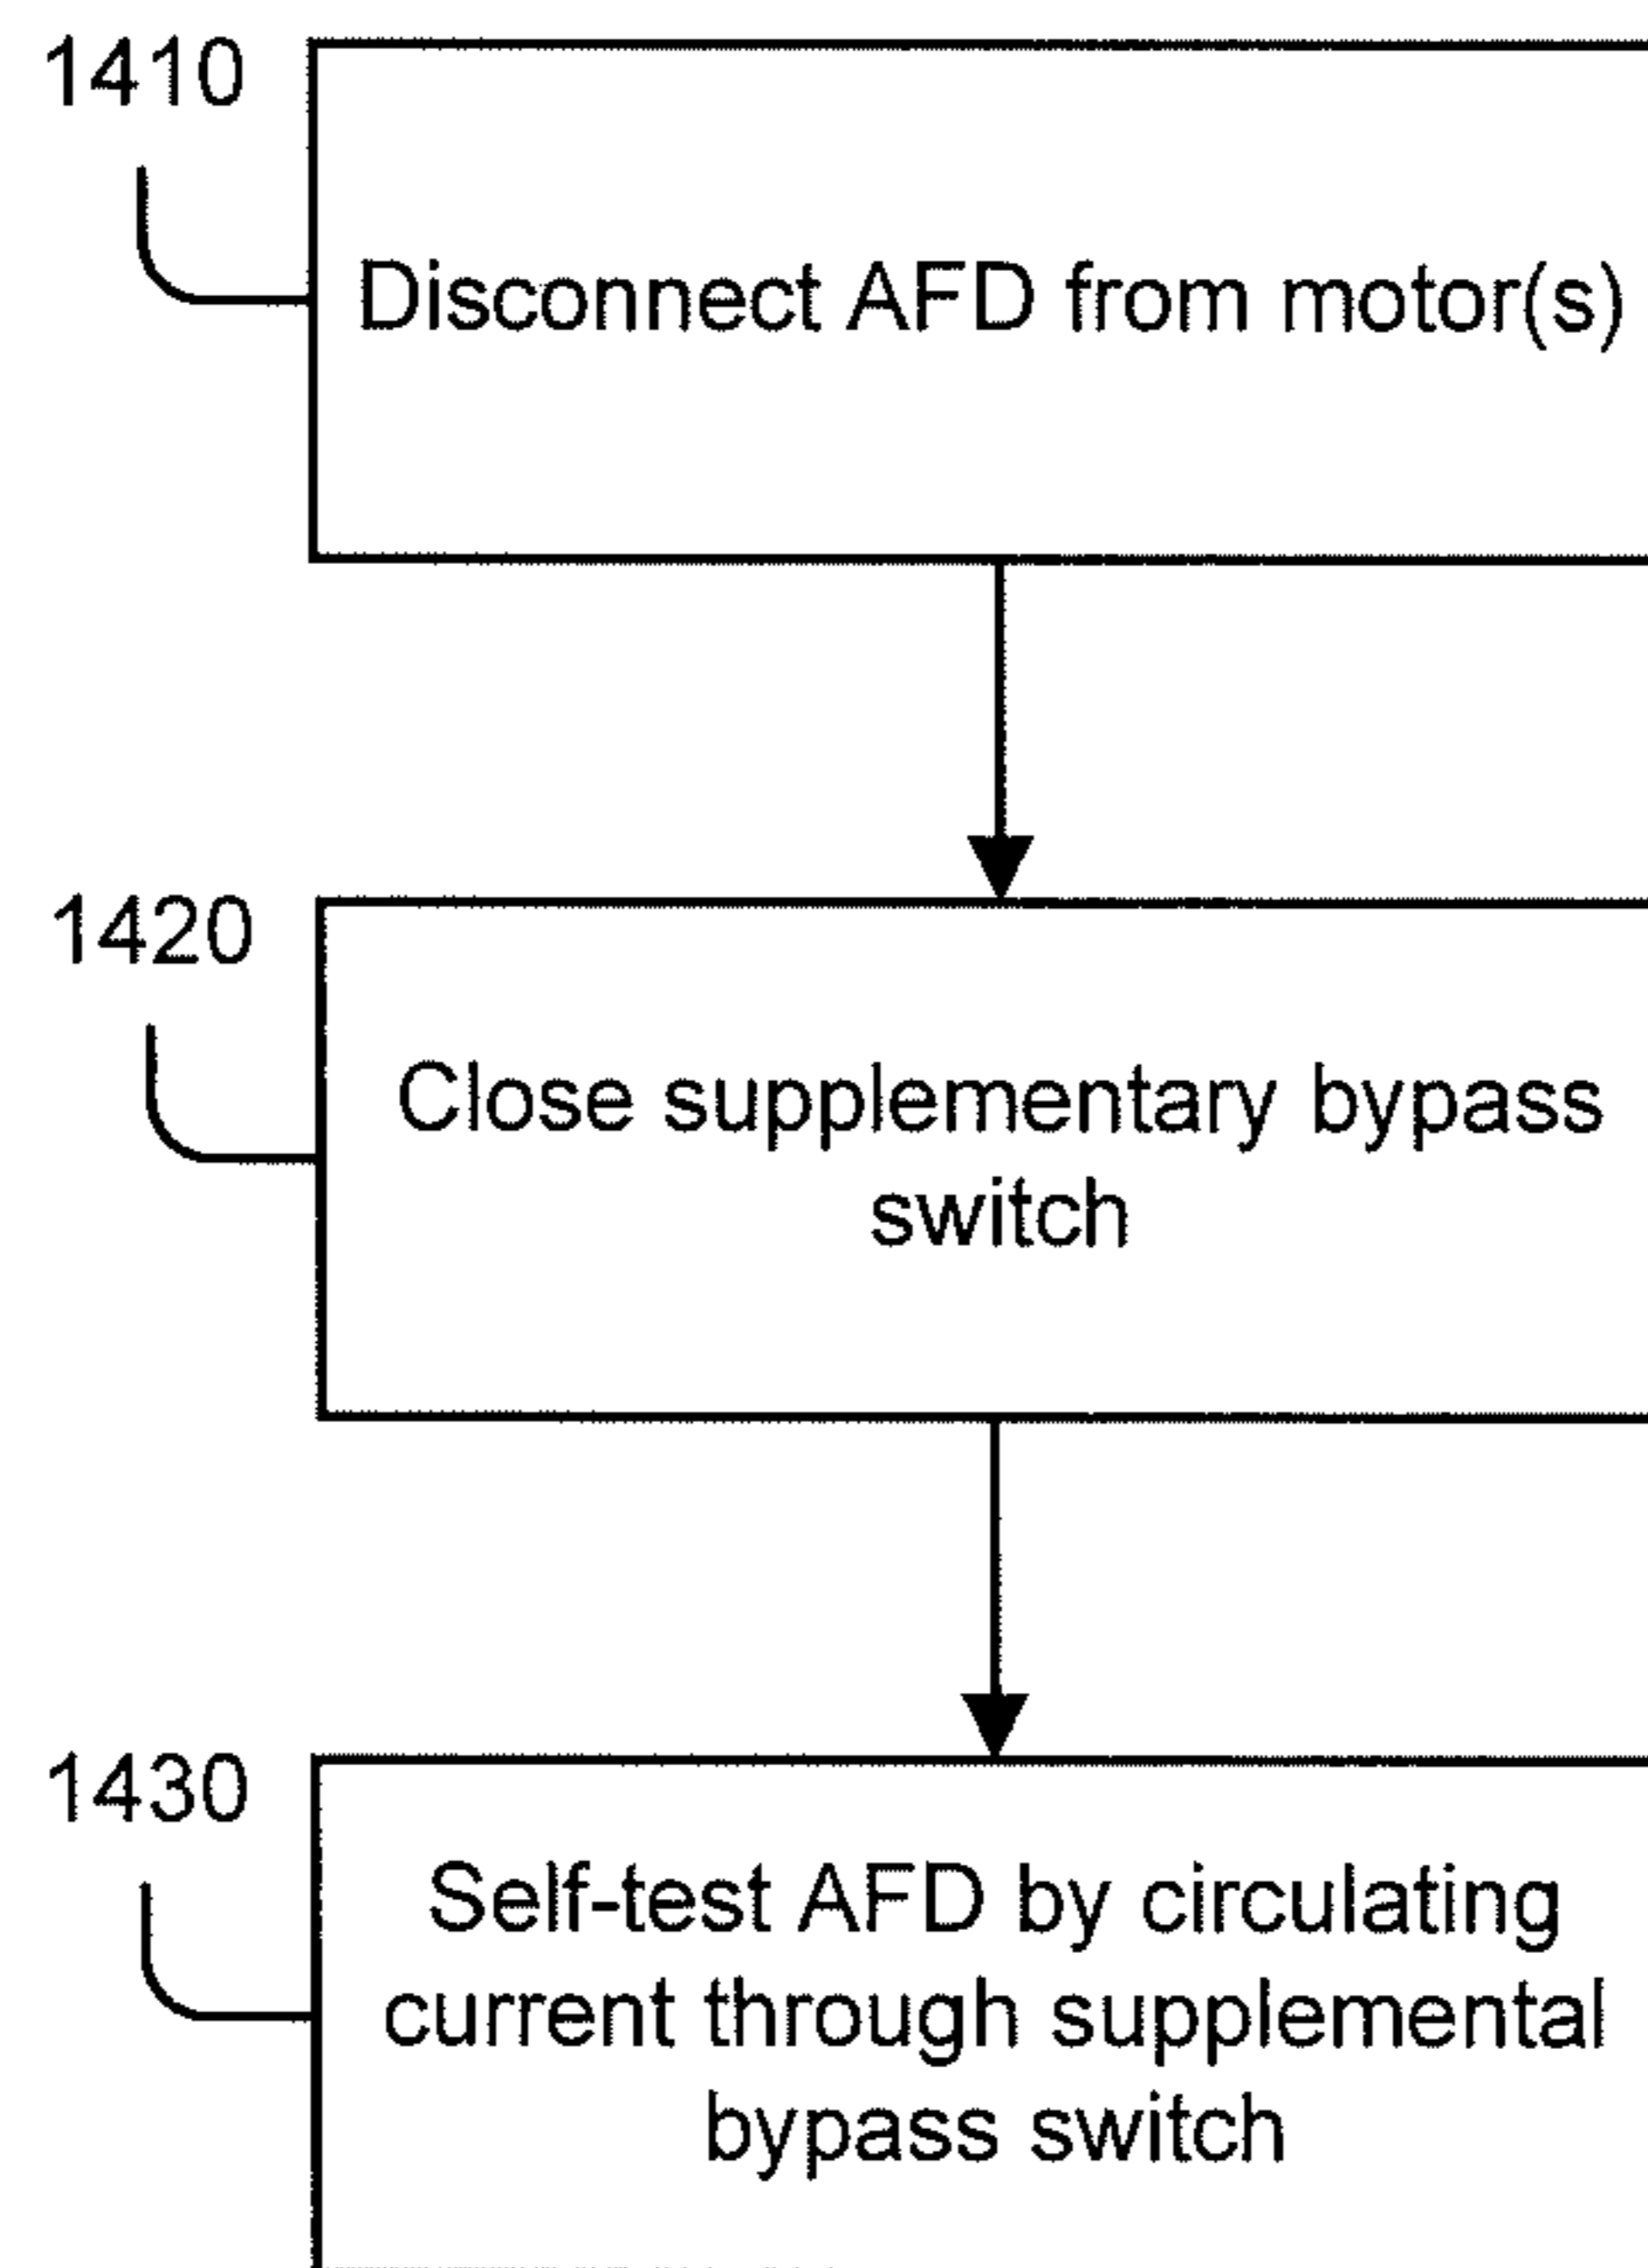 1410
Disconnect AFD from motor(s)
1420
Close supplementary bypass
switch
1430
Self-test AFD by circulating
current through supplemental
bypass switch